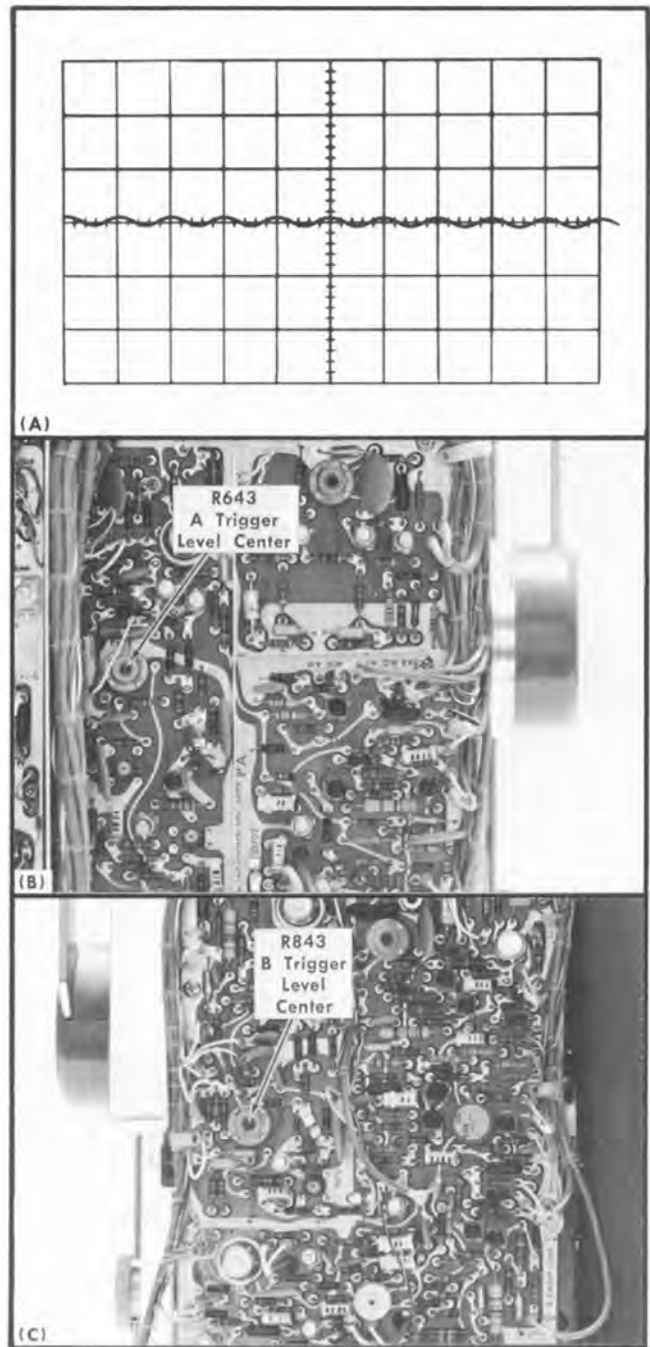 (A)
R643
A Trigger
Level Center
(B)
R843
B Trigger
Level
Center
(C)